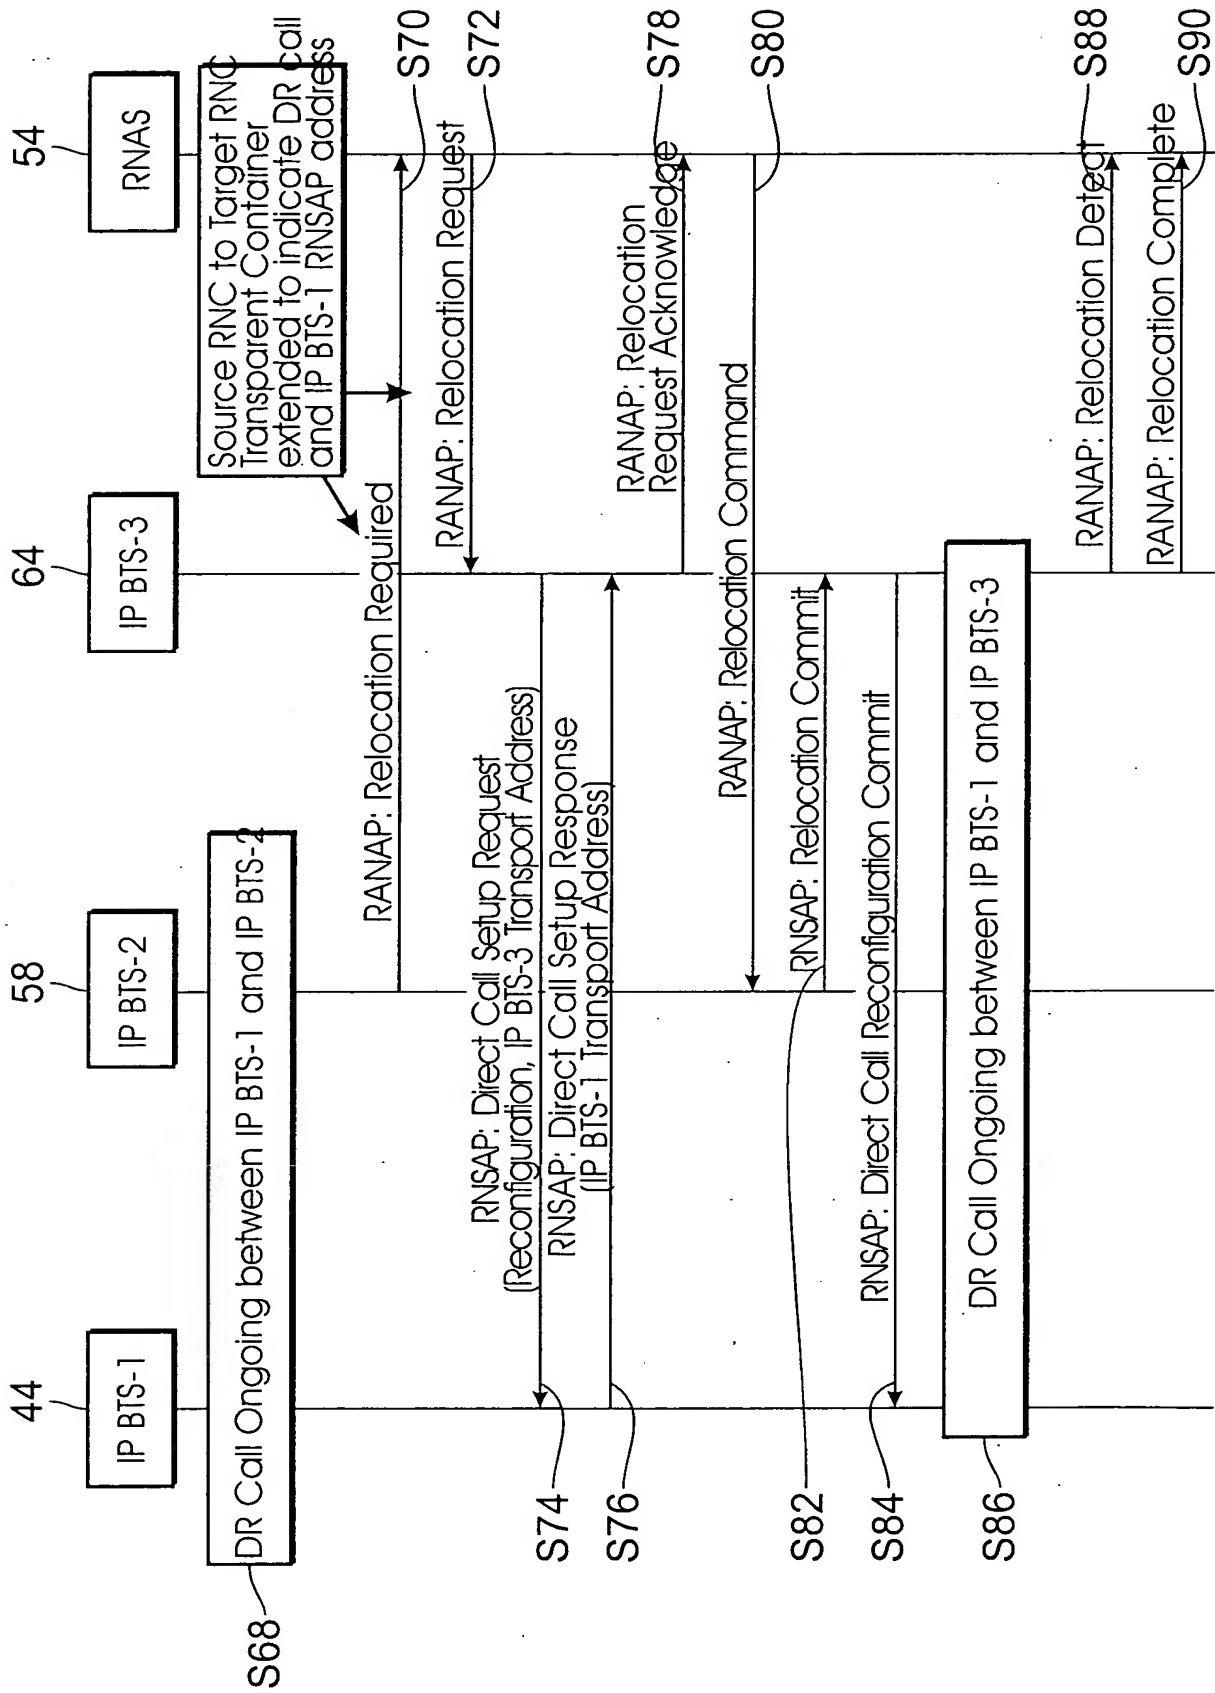 44
58
64
54
IP BTS-1
IP BTS-2
IP BTS-3
RNAS
S68
DR Call Ongoing between IP BTS-1 and IP BTS-2
Source RNC to Target RNC
Transparent Container
extended to indicate DR call
and IP BTS-1 RNSAP address
RANAP: Relocation Required
S70
RANAP: Relocation Request
S72
RNSAP: Direct Call Setup Request
(Reconfiguration, IP BTS-3 Transport Address)
S74
RNSAP: Direct Call Setup Response
(IP BTS-1 Transport Address)
S76
RANAP: Relocation
Request Acknowledge
S78
RANAP: Relocation Command
S80
RNSAP: Relocation Commit
S82
RNSAP: Direct Call Reconfiguration Commit
S84
DR Call Ongoing between IP BTS-1 and IP BTS-3
S86
RANAP: Relocation Detect
S88
RANAP: Relocation Complete
S90